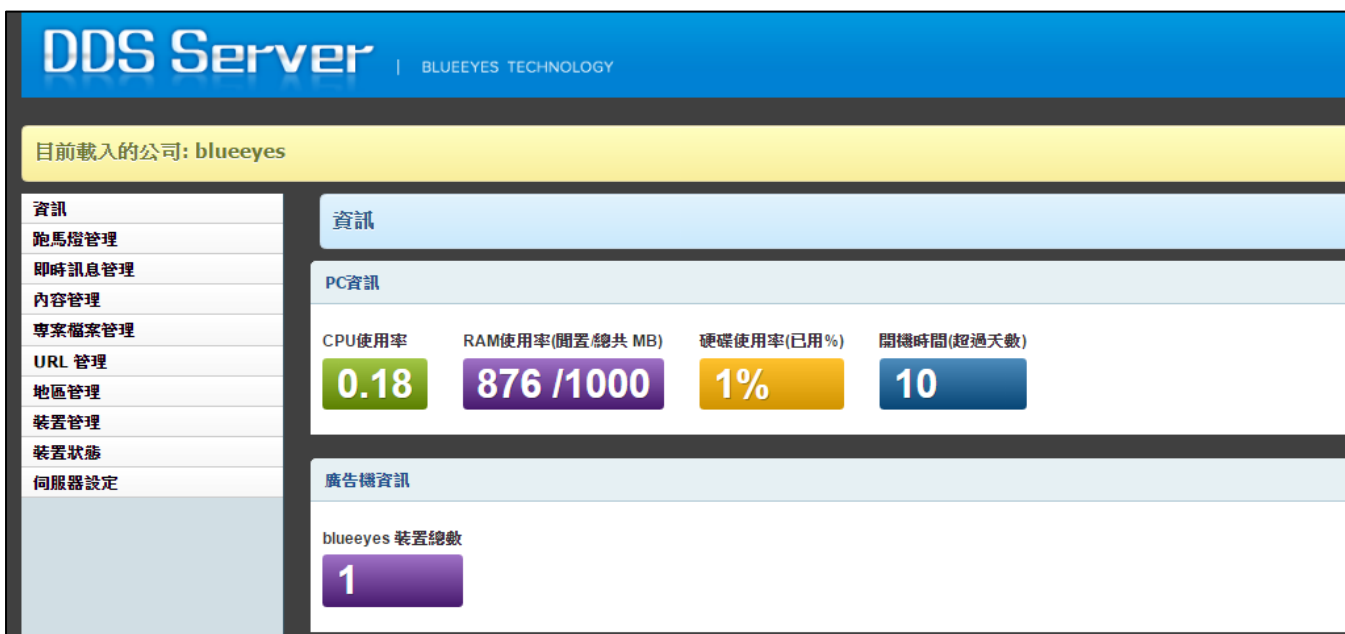 DDS Server | BLUEEYES TECHNOLOGY
目前載入的公司: blueeyes
資訊
跑馬燈管理
即時訊息管理
內容管理
專案檔案管理
URL 管理
地區管理
裝置管理
裝置狀態
伺服器設定
資訊
PC資訊
CPU使用率 RAM使用率(閒置/總共 MB) 硬碟使用率(已用%) 開機時間(超過天數)
0.18 876 /1000 1% 10
廣告機資訊
blueeyes 裝置總數
1